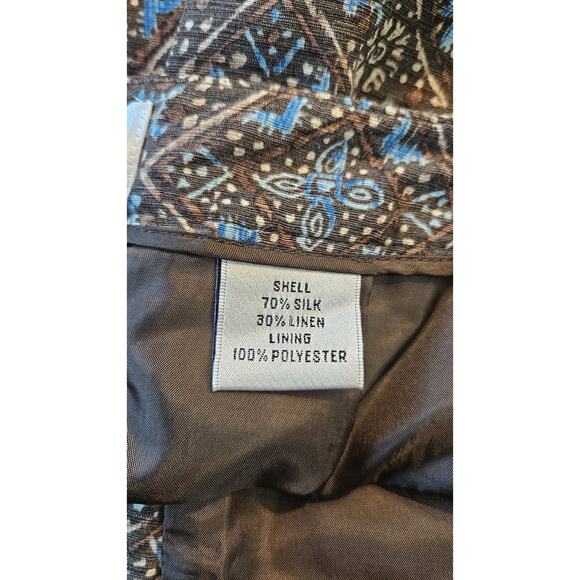 SHELL
70% SILK
30% LINEN
LINING
100% POLYESTER